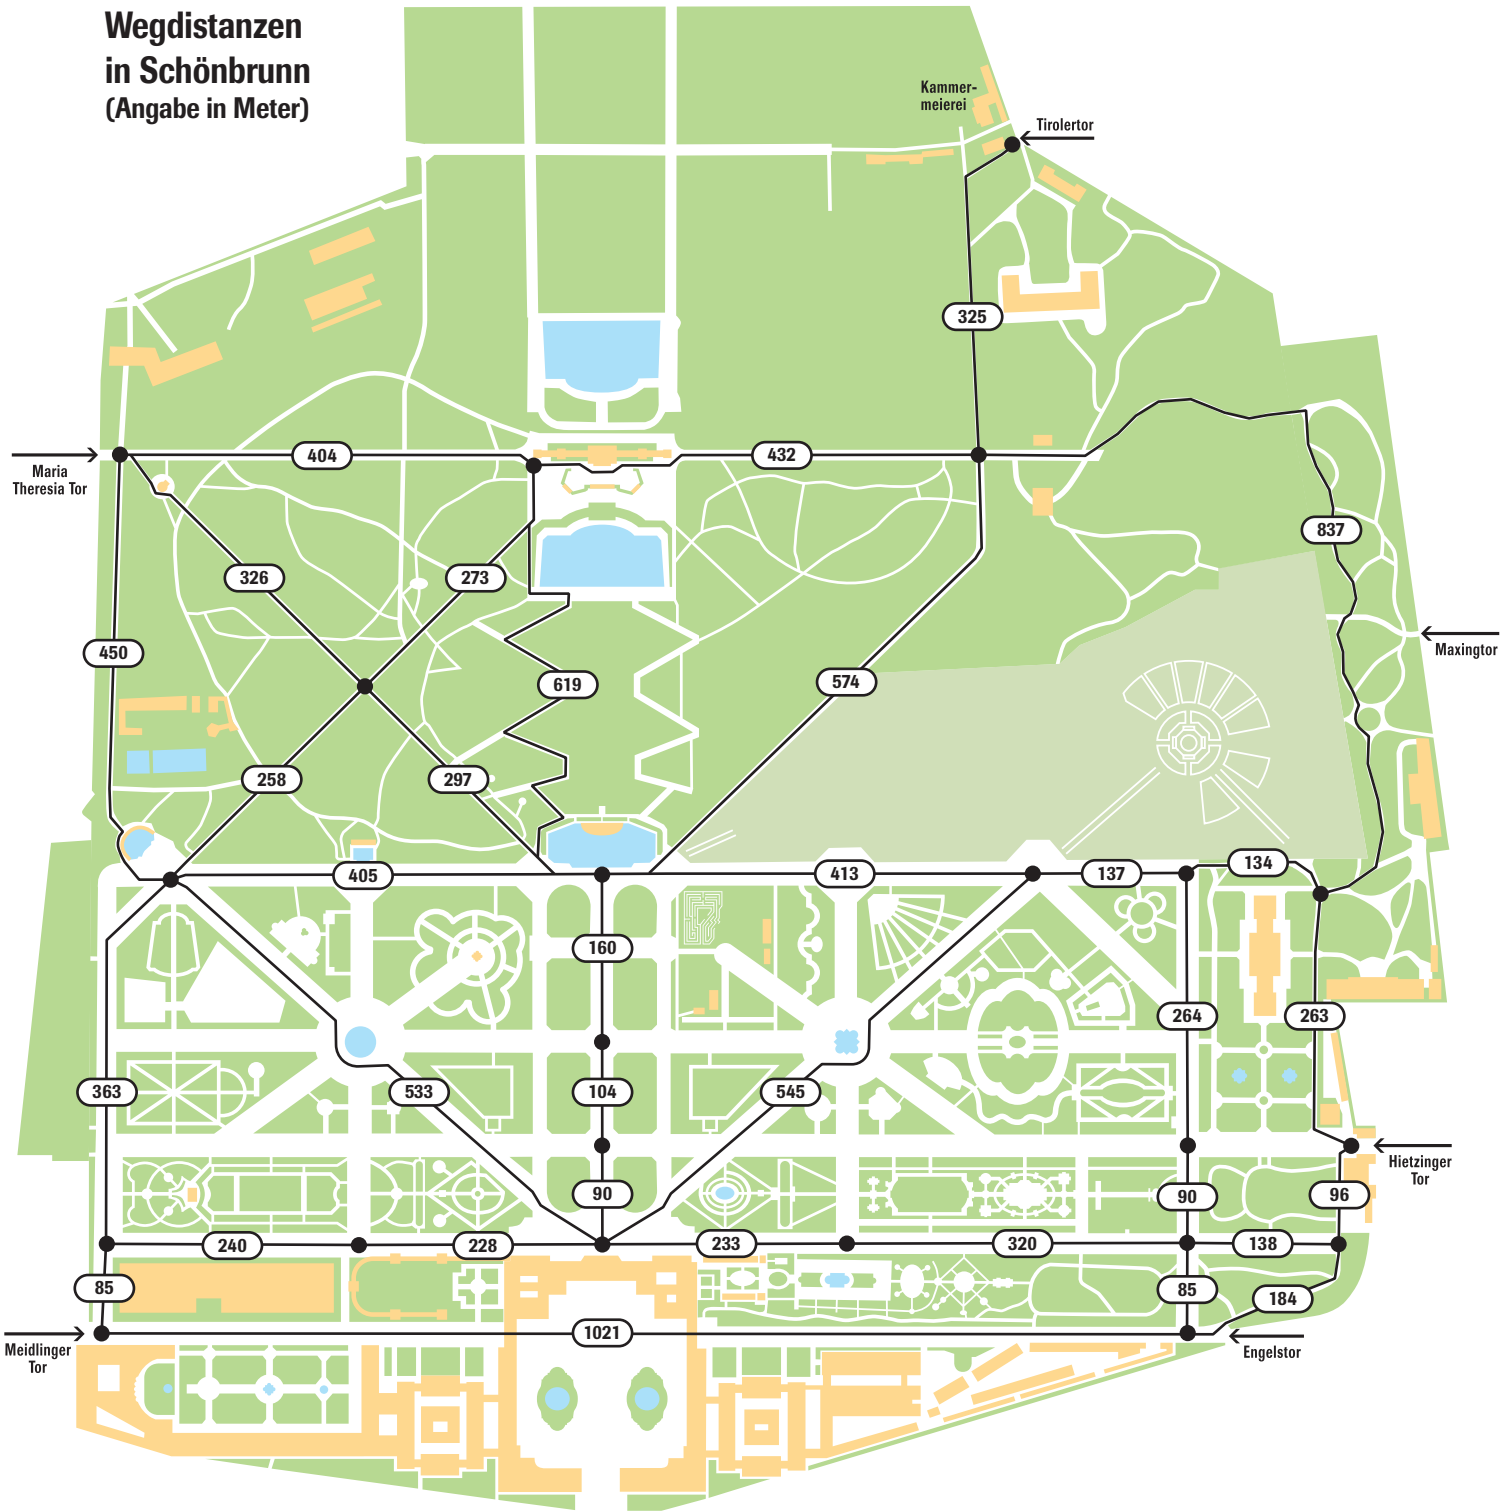 Wegdistanzen
in Schönbrunn
(Angabe in Meter)
Kammer-
meierei
Tirolertor
325
Maria
Theresia Tor
404
432
837
326
273
Maxingtor
450
619
574
258
297
405
413
137
134
160
264
263
363
533
104
545
Hietzinger
Tor
90
90
96
240
228
233
320
138
85
85
184
Meidlinger
Tor
1021
Engelstor